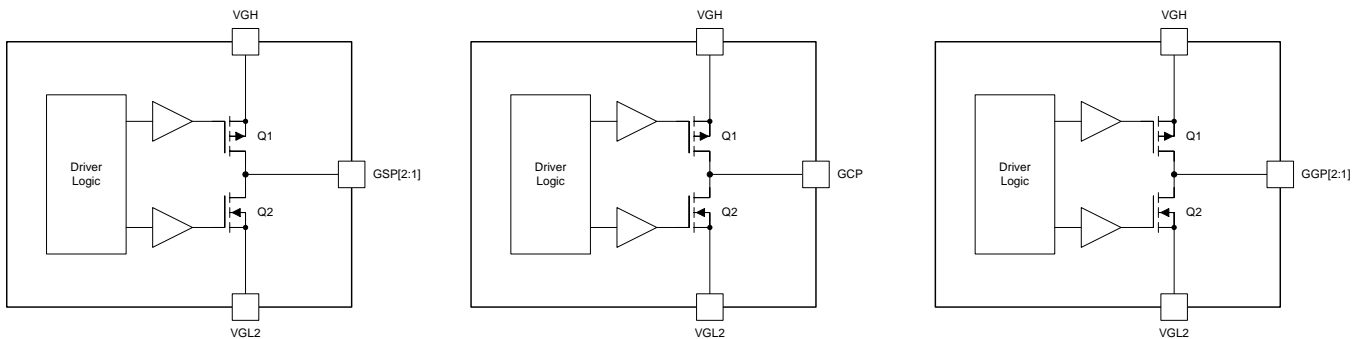 VGH
Driver
Logic
Q1
Q2
GSP[2:1]
VGL2
VGH
Driver
Logic
Q1
Q2
GCP
VGL2
VGH
Driver
Logic
Q1
Q2
GGP[2:1]
VGL2